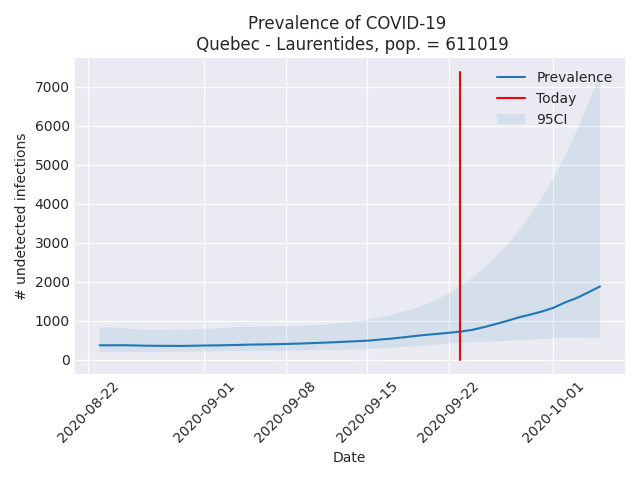 Prevalence of COVID-19
Quebec - Laurentides, pop. = 611019
Prevalence
Today
95CI
7000
6000
5000
4000
3000
2000
1000
0
# undetected infections
2020-08-22
2020-09-01
2020-09-08
2020-09-15
2020-09-22
2020-10-01
Date